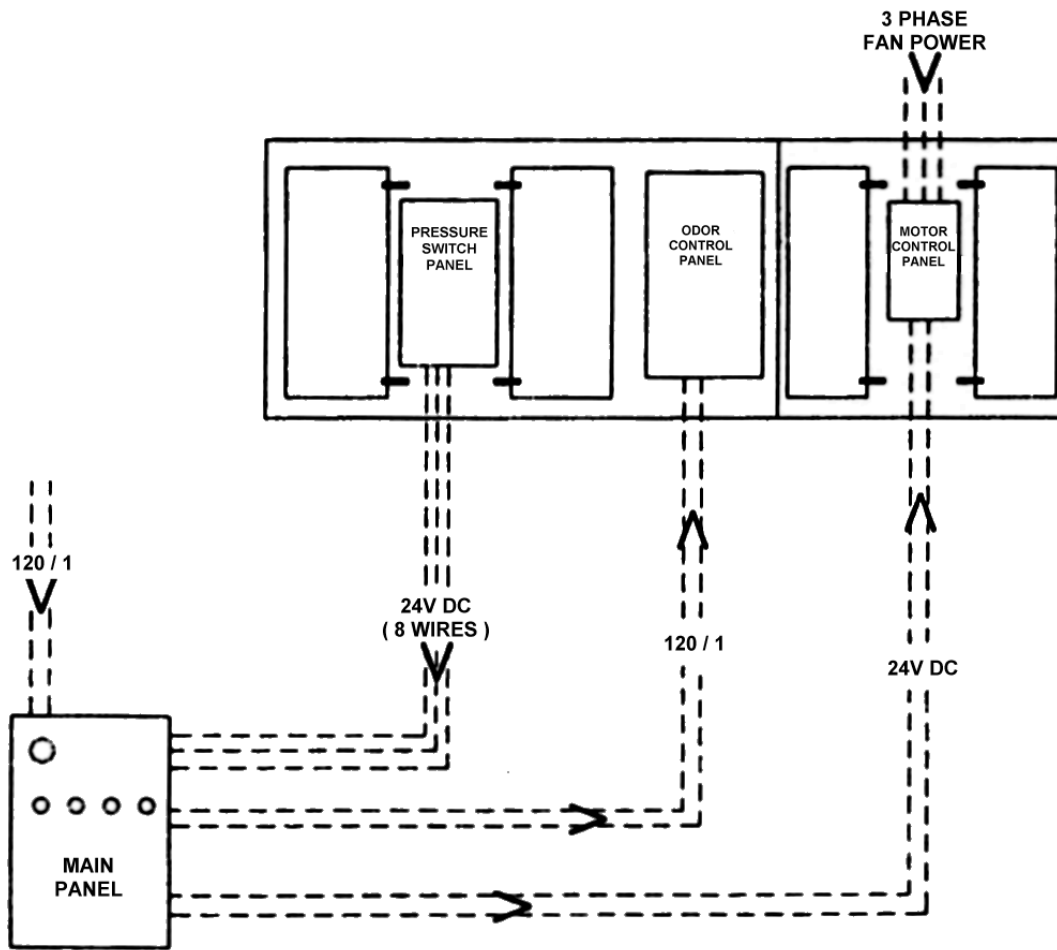 3 PHASE
FAN POWER
PRESSURE
SWITCH
PANEL
ODOR
CONTROL
PANEL
MOTOR
CONTROL
PANEL
120 / 1
24V DC
( 8 WIRES )
120 / 1
24V DC
MAIN
PANEL